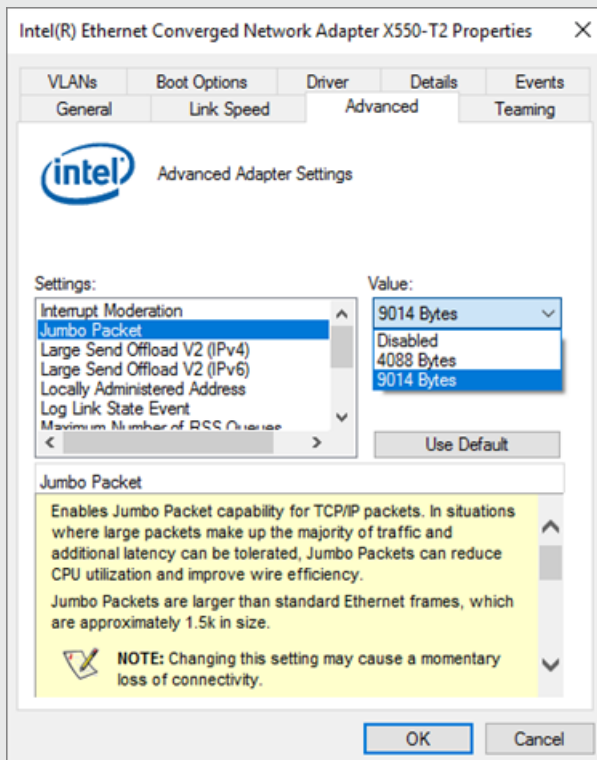 Intel(R) Ethernet Converged Network Adapter X550-T2 Properties
VLANs Boot Options Driver Details Events
General Link Speed Advanced Teaming
intel
Advanced Adapter Settings
Settings:
Value:
Interrupt Moderation
Jumbo Packet
Large Send Offload V2 (IPv4)
Large Send Offload V2 (IPv6)
Locally Administered Address
Log Link State Event
Maximum Number of RSS Queues
9014 Bytes
Disabled
4088 Bytes
9014 Bytes
Use Default
Jumbo Packet
Enables Jumbo Packet capability for TCP/IP packets. In situations
where large packets make up the majority of traffic and
additional latency can be tolerated, Jumbo Packets can reduce
CPU utilization and improve wire efficiency.
Jumbo Packets are larger than standard Ethernet frames, which
are approximately 1.5k in size.
NOTE: Changing this setting may cause a momentary
loss of connectivity.
OK Cancel